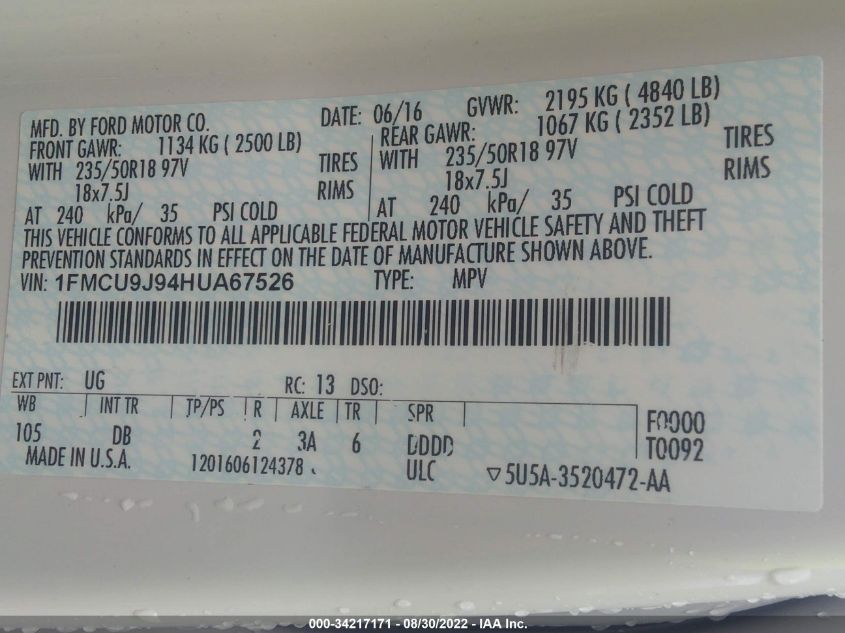 MFD. BY FORD MOTOR CO. DATE: 06/16 GVWR: 2195 KG ( 4840 LB)
FRONT GAWR: 1134 KG ( 2500 LB) REAR GAWR: 1067 KG ( 2352 LB)
WITH 235/50R18 97V TIRES WITH 235/50R18 97V TIRES
18x7.5J RIMS 18x7.5J RIMS
AT 240 kPa/ 35 PSI COLD AT 240 kPa/ 35 PSI COLD
THIS VEHICLE CONFORMS TO ALL APPLICABLE FEDERAL MOTOR VEHICLE SAFETY AND THEFT
PREVENTION STANDARDS IN EFFECT ON THE DATE OF MANUFACTURE SHOWN ABOVE.
VIN: 1FMCU9J94HUA67526 TYPE: MPV
EXT PNT: UG RC: 13 DSO:
WB INT TR TP/PS R AXLE TR SPR F0000
105 DB 2 3A 6 DDDD T0092
MADE IN U.S.A. 1201606124378 ULC 5U5A-3520472-AA
000-34217171 - 08/30/2022 - IAA Inc.